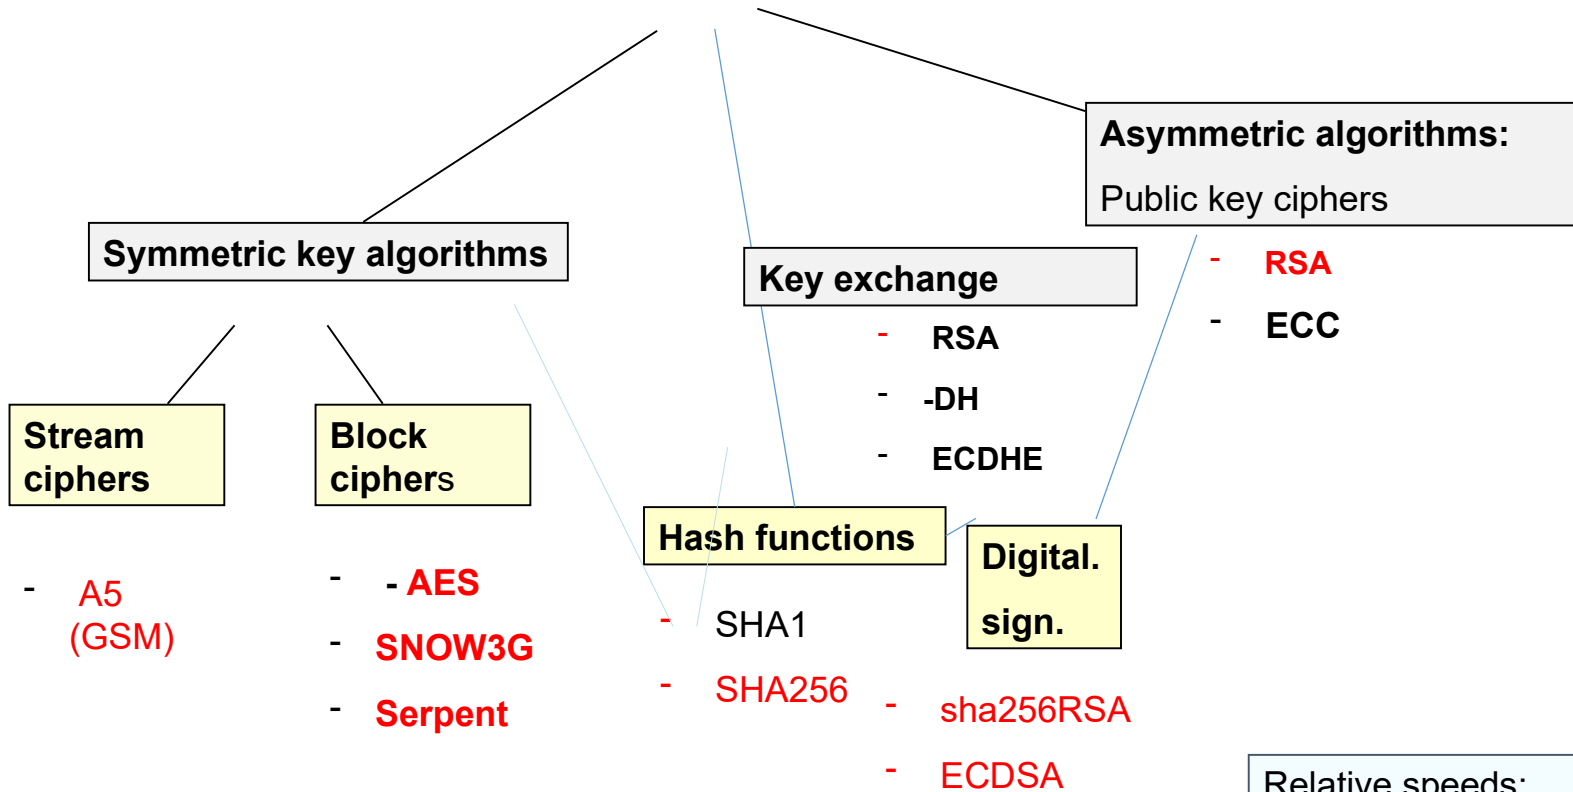 Asymmetric algorithms:
Public key ciphers
- RSA
- ECC
Symmetric key algorithms
Key exchange
- RSA
- -DH
- ECDHE
Stream
ciphers
- A5
(GSM)
Block
ciphers
- - AES
- SNOW3G
- Serpent
Hash functions
- SHA1
- SHA256
Digital.
sign.
- sha256RSA
- ECDSA
Relative speeds: